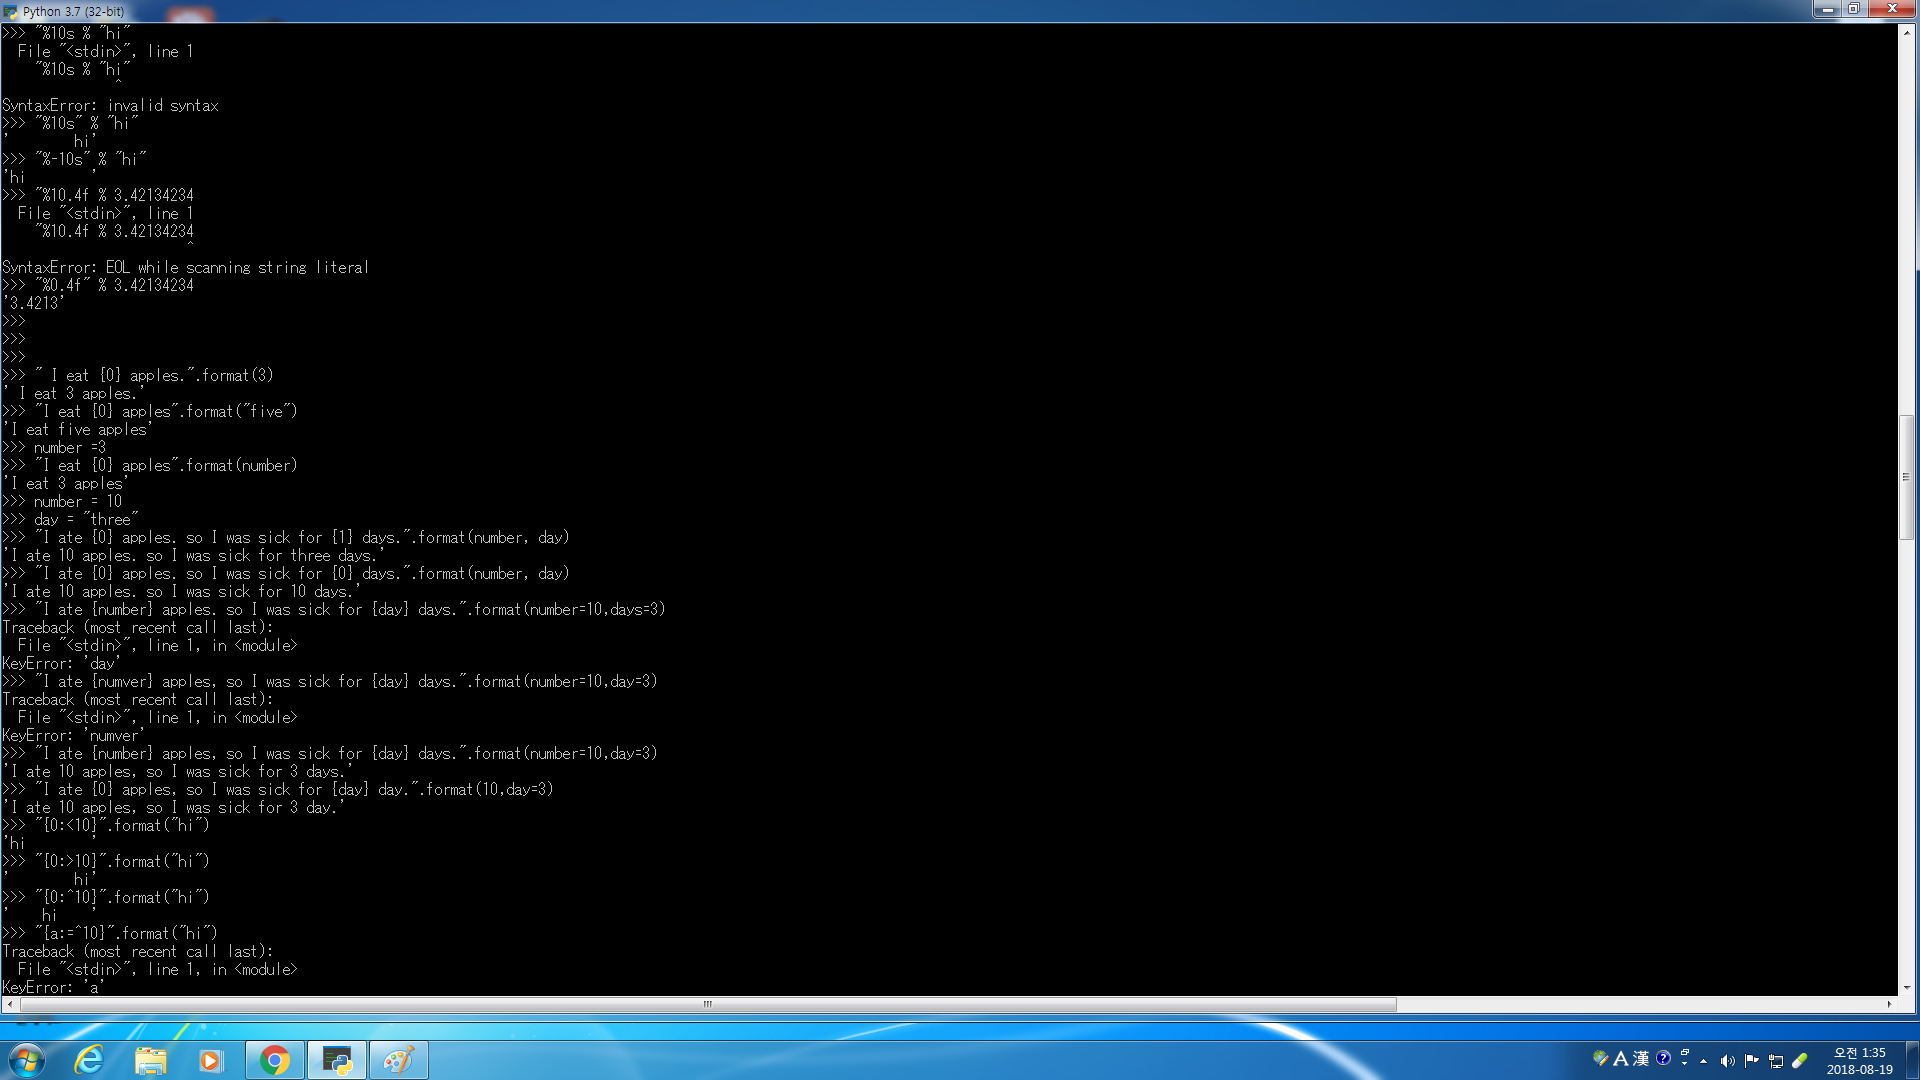 Python 3.7 (32-bit)
>>> "%10s % "hi"
  File "<stdin>", line 1
    "%10s % "hi"
              ^
SyntaxError: invalid syntax
>>> "%10s" % "hi"
'        hi'
>>> "%-10s" % "hi"
'hi        '
>>> "%10.4f % 3.42134234
  File "<stdin>", line 1
    "%10.4f % 3.42134234
                       ^
SyntaxError: EOL while scanning string literal
>>> "%0.4f" % 3.42134234
'3.4213'
>>>
>>>
>>>
>>> " I eat {0} apples.".format(3)
' I eat 3 apples.'
>>> "I eat {0} apples".format("five")
'I eat five apples'
>>> number =3
>>> "I eat {0} apples".format(number)
'I eat 3 apples'
>>> number = 10
>>> day = "three"
>>> "I ate {0} apples. so I was sick for {1} days.".format(number, day)
'I ate 10 apples. so I was sick for three days.'
>>> "I ate {0} apples. so I was sick for {0} days.".format(number, day)
'I ate 10 apples. so I was sick for 10 days.'
>>> "I ate {number} apples. so I was sick for {day} days.".format(number=10,days=3)
Traceback (most recent call last):
  File "<stdin>", line 1, in <module>
KeyError: 'day'
>>> "I ate {numver} apples, so I was sick for {day} days.".format(number=10,day=3)
Traceback (most recent call last):
  File "<stdin>", line 1, in <module>
KeyError: 'numver'
>>> "I ate {number} apples, so I was sick for {day} days.".format(number=10,day=3)
'I ate 10 apples, so I was sick for 3 days.'
>>> "I ate {0} apples, so I was sick for {day} day.".format(10,day=3)
'I ate 10 apples, so I was sick for 3 day.'
>>> "{0:<10}".format("hi")
'hi        '
>>> "{0:>10}".format("hi")
'        hi'
>>> "{0:^10}".format("hi")
'    hi    '
>>> "{a:=^10}".format("hi")
Traceback (most recent call last):
  File "<stdin>", line 1, in <module>
KeyError: 'a'
A 漢
오전 1:35
2018-08-19